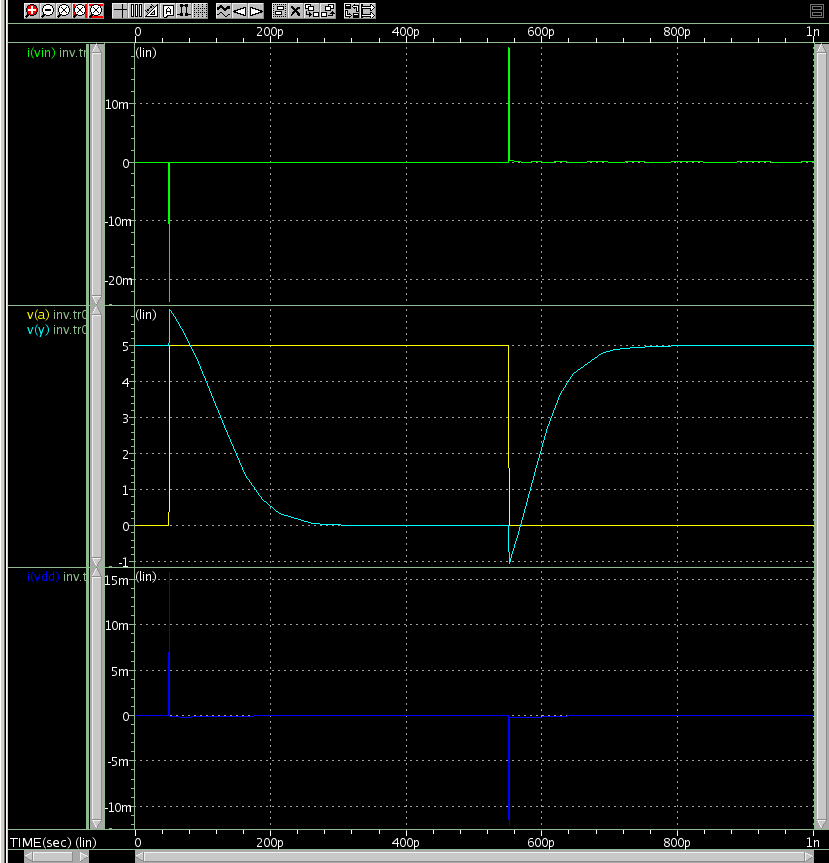 0 200p 400p 600p 800p 1n
i(vin) inv.tr (lin)
10m
0
-10m
-20m
v(a) inv.tr0 (lin)
v(y) inv.tr0
5
4
3
2
1
0
-1
i(vdd) inv.t (lin)
15m
10m
5m
0
-5m
-10m
TIME(sec) (lin) 0 200p 400p 600p 800p 1n